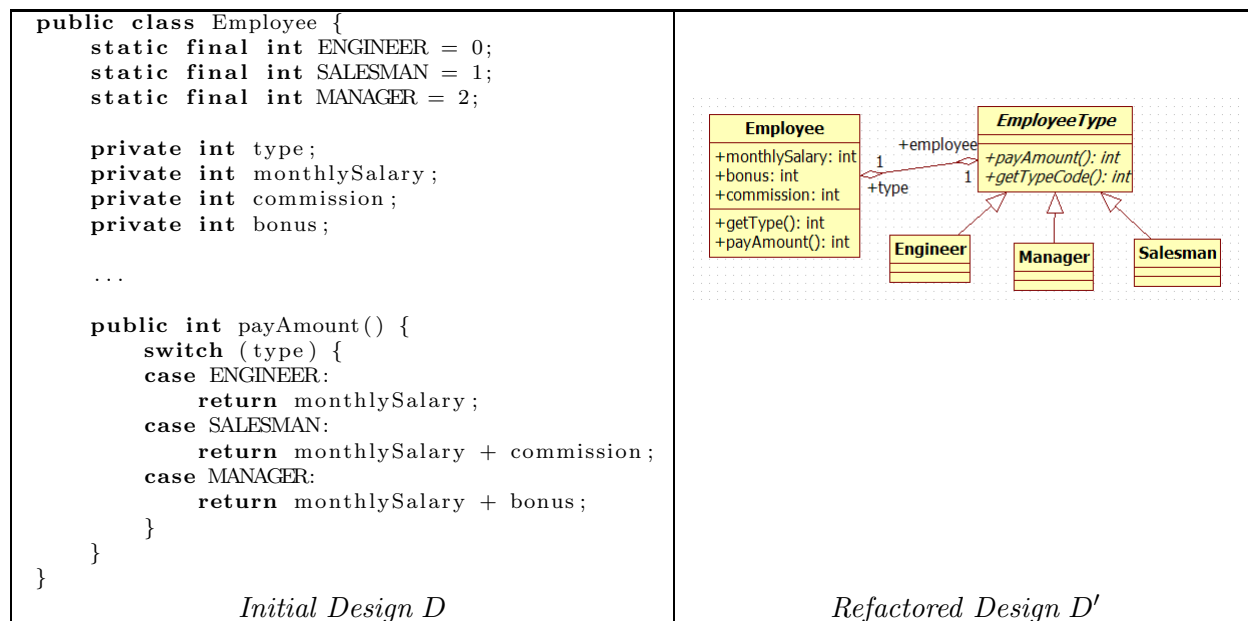 public class Employee {
static final int ENGINEER = 0;
static final int SALESMAN = 1;
static final int MANAGER = 2;
private int type;
private int monthlySalary;
private int commission;
private int bonus;
...
public int payAmount() {
switch (type) {
case ENGINEER:
return monthlySalary;
case SALESMAN:
return monthlySalary + commission;
case MANAGER:
return monthlySalary + bonus;
}
}
}
Initial Design D
Employee
+monthlySalary: int
+bonus: int
+commission: int
+getType(): int
+payAmount(): int
1
+type
+employee
1
EmployeeType
+payAmount(): int
+getTypeCode(): int
Engineer
Manager
Salesman
Refactored Design D′